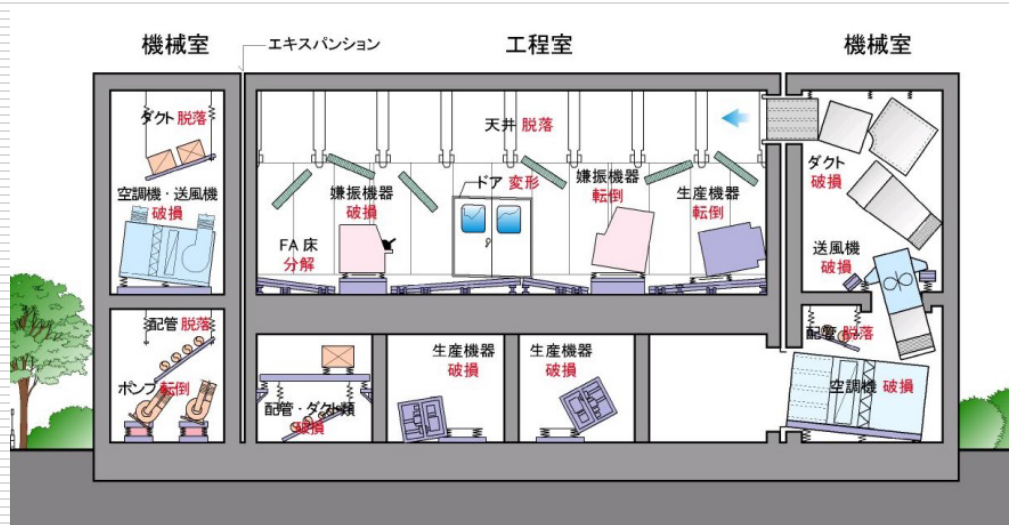 機械室
エキスパンション
工程室
機械室
ダクト 脱落
天井 脱落
空調機・送風機
破損
嫌振機器
破損
ドア 変形
嫌振機器
転倒
生産機器
転倒
ダクト
破損
FA床
分解
送風機
破損
配管 脱落
ポンプ 転倒
配管・ダクト類
破損
生産機器
破損
生産機器
破損
配管 脱落
空調機 破損